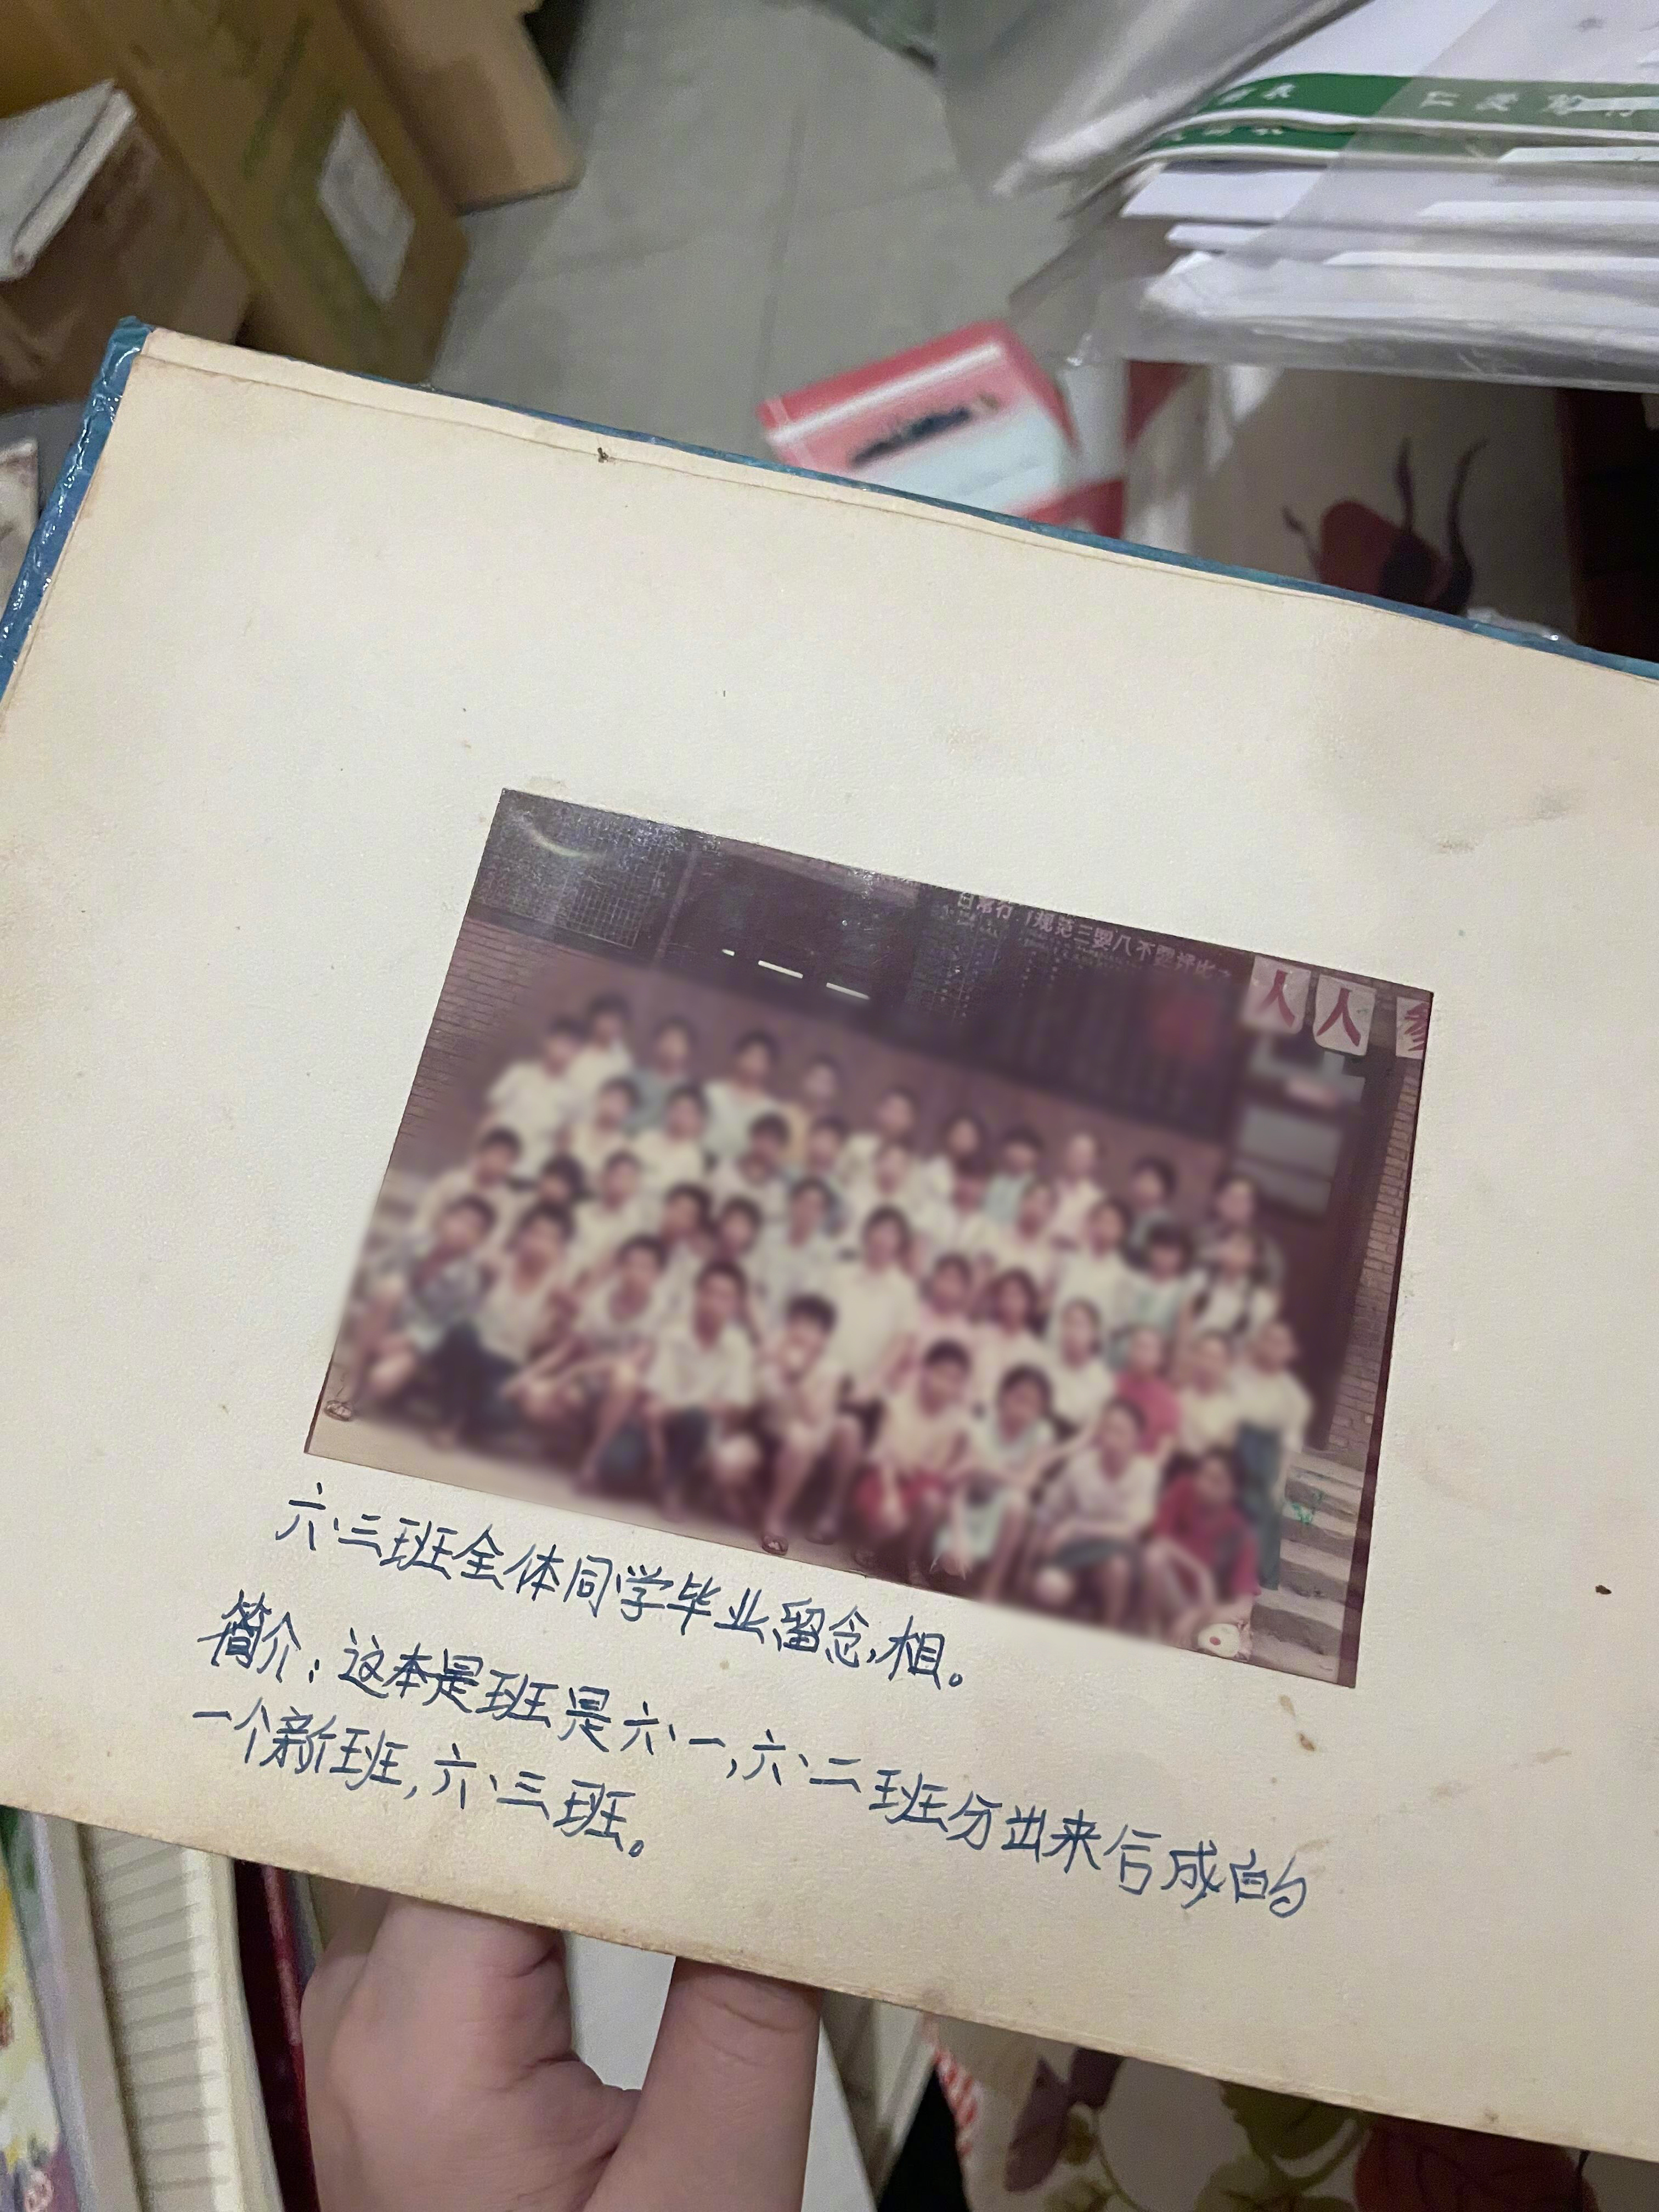 日常行 规范三要八不要评比
人 人 参
六、三班全体同学毕业留念相。
简介：这本是班是六、一，六、二班分出来合成的
一个新班，六、三班。